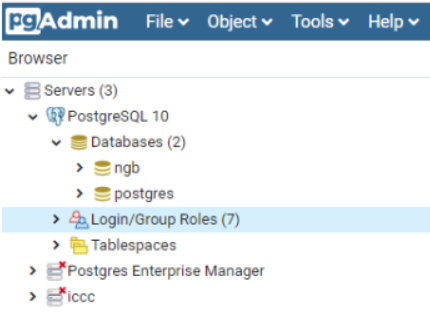 pgAdmin File Object Tools Help
Browser
Servers (3)
PostgreSQL 10
Databases (2)
ngb
postgres
Login/Group Roles (7)
Tablespaces
Postgres Enterprise Manager
iccc